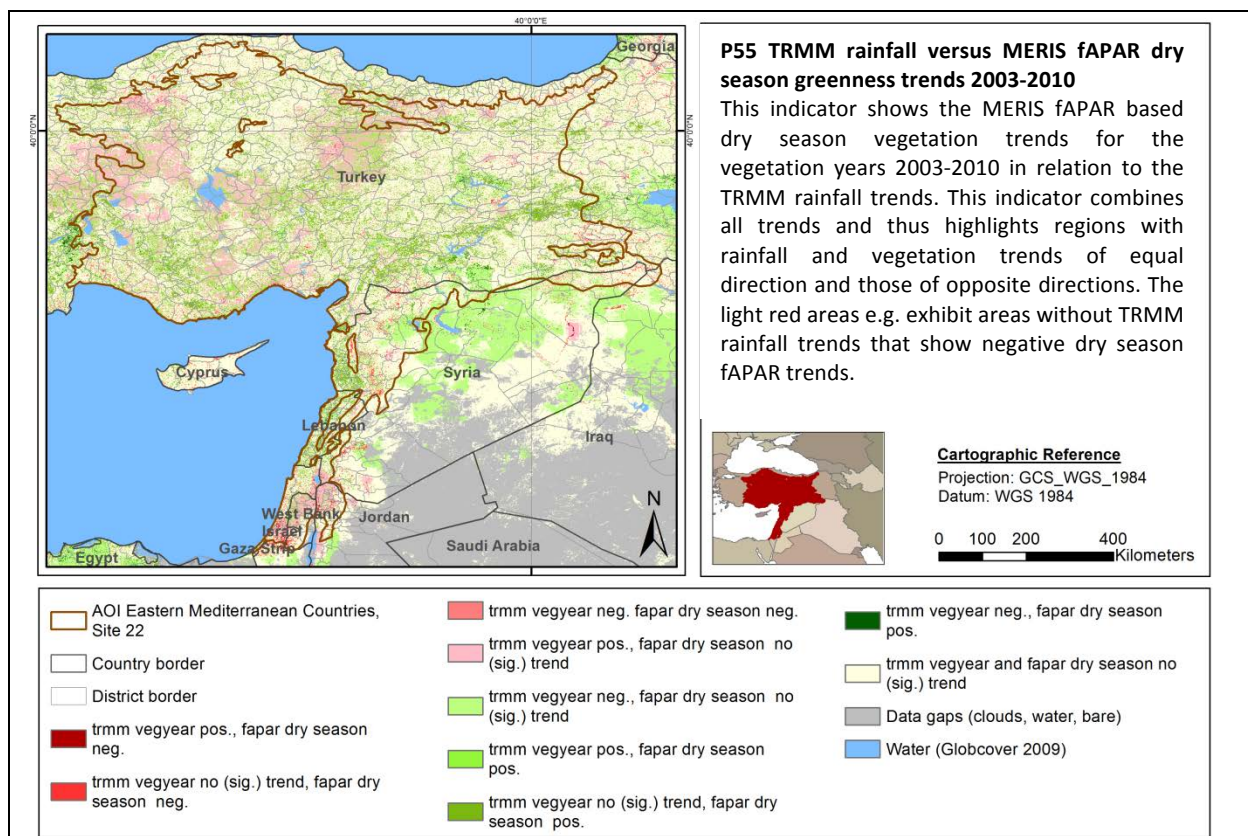 40°0'0"E
Georgia
40°0'0"N
40°0'0"N
Turkey
Cyprus
Syria
Lebanon
Iraq
West Bank
Israel
Jordan
Gaza Strip
Saudi Arabia
Egypt
N
P55 TRMM rainfall versus MERIS fAPAR dry
season greenness trends 2003-2010
This indicator shows the MERIS fAPAR based
dry season vegetation trends for the
vegetation years 2003-2010 in relation to the
TRMM rainfall trends. This indicator combines
all trends and thus highlights regions with
rainfall and vegetation trends of equal
direction and those of opposite directions. The
light red areas e.g. exhibit areas without TRMM
rainfall trends that show negative dry season
fAPAR trends.
Cartographic Reference
Projection: GCS_WGS_1984
Datum: WGS 1984
0 100 200 400
Kilometers
AOI Eastern Mediterranean Countries,
Site 22
Country border
District border
trmm vegyear pos., fapar dry season
neg.
trmm vegyear no (sig.) trend, fapar dry
season neg.
trmm vegyear neg. fapar dry season neg.
trmm vegyear pos., fapar dry season no
(sig.) trend
trmm vegyear neg., fapar dry season no
(sig.) trend
trmm vegyear pos., fapar dry season
pos.
trmm vegyear no (sig.) trend, fapar dry
season pos.
trmm vegyear neg., fapar dry season
pos.
trmm vegyear and fapar dry season no
(sig.) trend
Data gaps (clouds, water, bare)
Water (Globcover 2009)